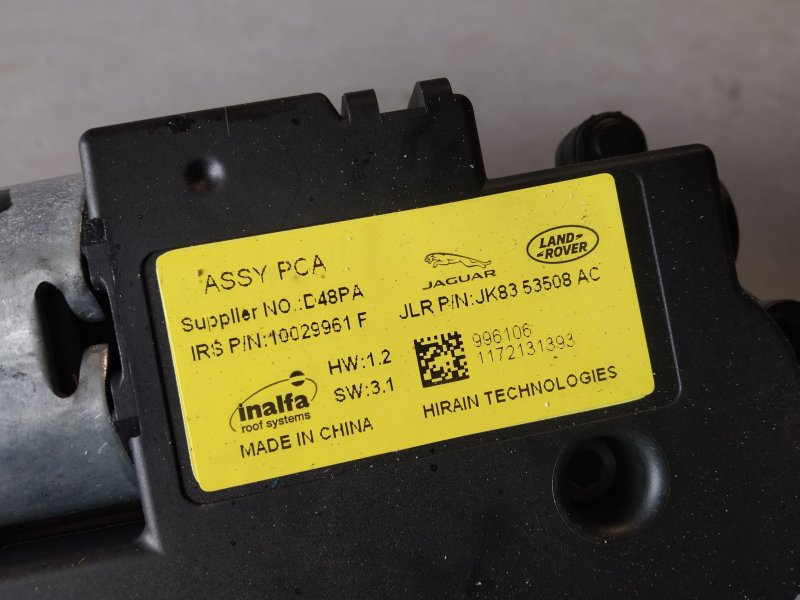 ASSY PCA
Supplier NO.:D48PA
IRS P/N:10029961 F
JAGUAR
LAND-
-ROVER
JLR P/N:JK83 53508 AC
HW:1.2
SW:3.1
996106
1172131393
inalfa
roof systems
MADE IN CHINA
HIRAIN TECHNOLOGIES